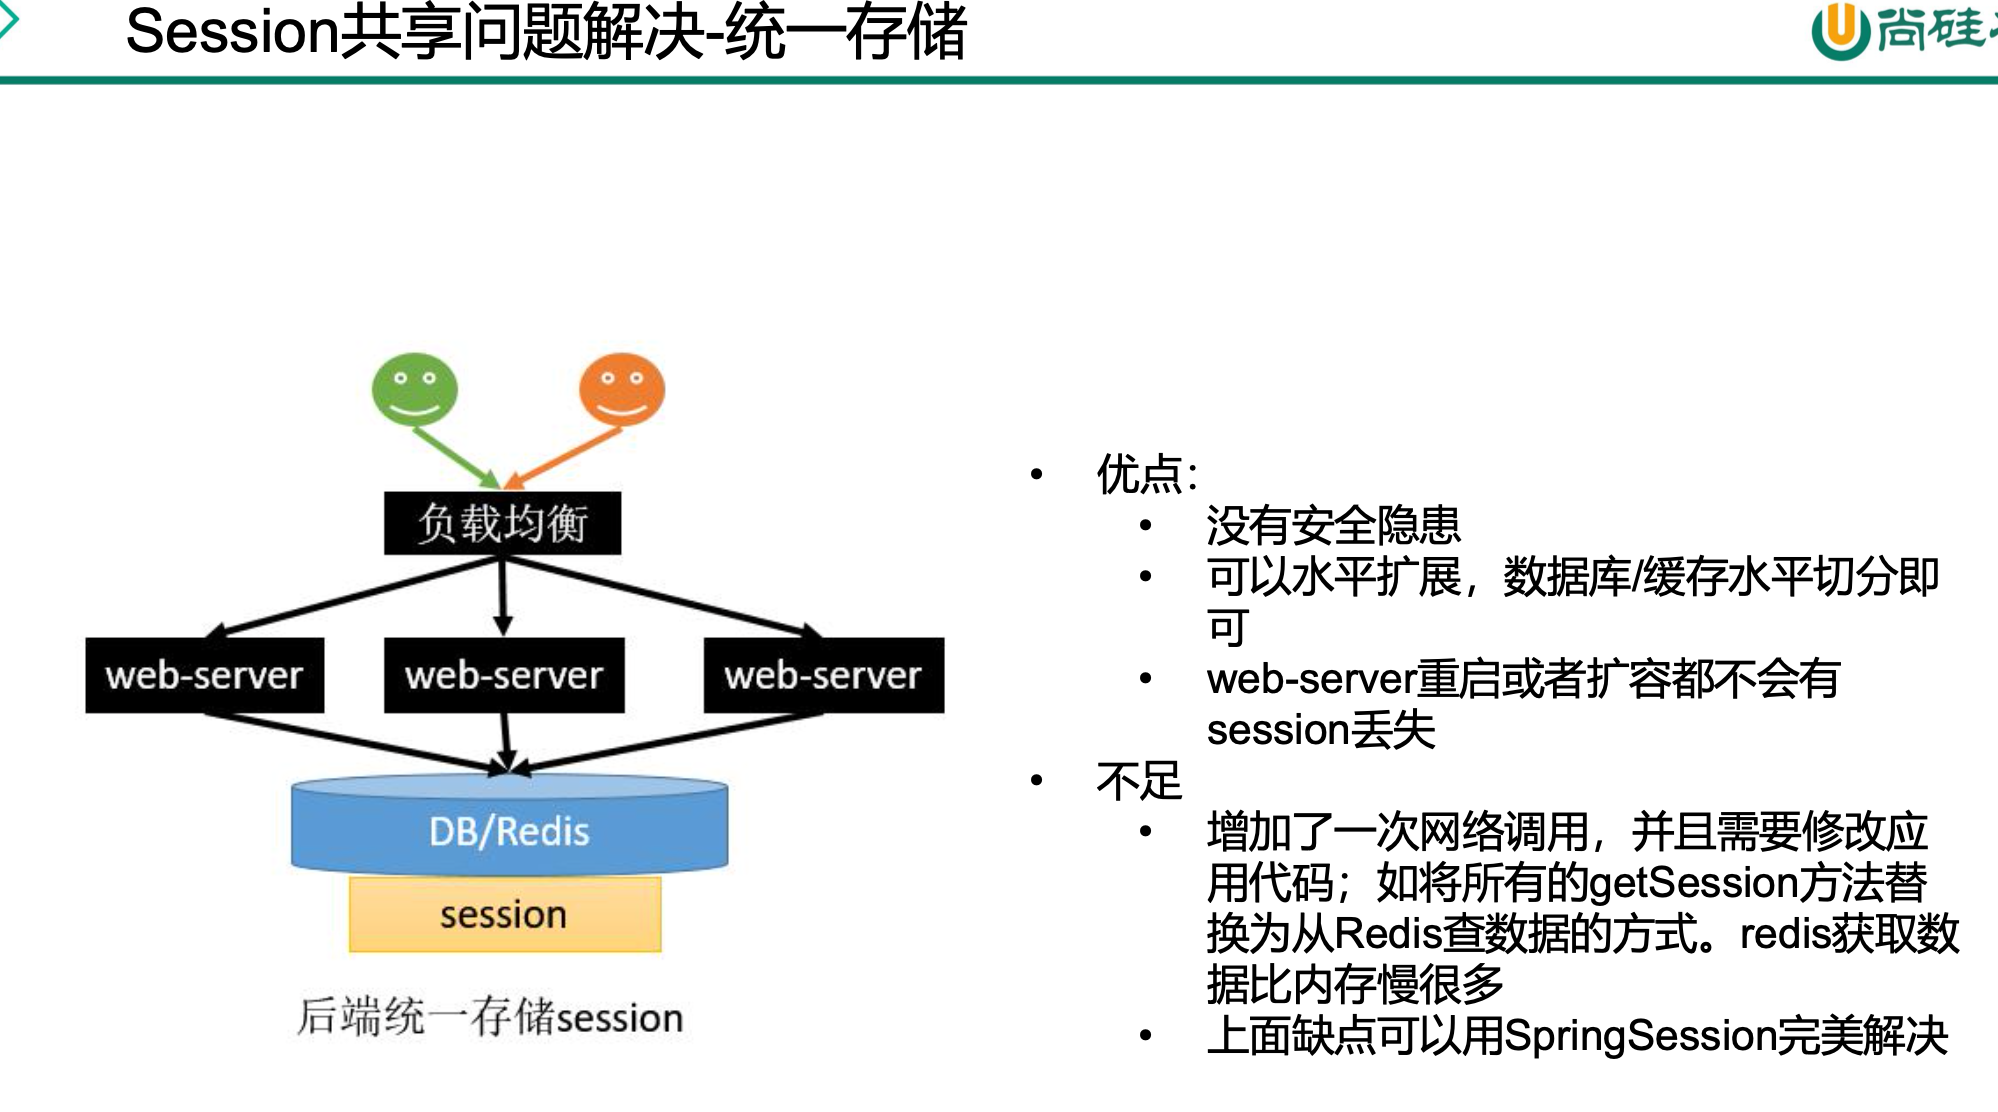 Session共享问题解决-统一存储
尚硅
负载均衡
web-server
web-server
web-server
DB/Redis
session
后端统一存储session
• 优点：
• 没有安全隐患
• 可以水平扩展，数据库/缓存水平切分即
可
• web-server重启或者扩容都不会有
session丢失
• 不足
• 增加了一次网络调用，并且需要修改应
用代码；如将所有的getSession方法替
换为从Redis查数据的方式。redis获取数
据比内存慢很多
• 上面缺点可以用SpringSession完美解决